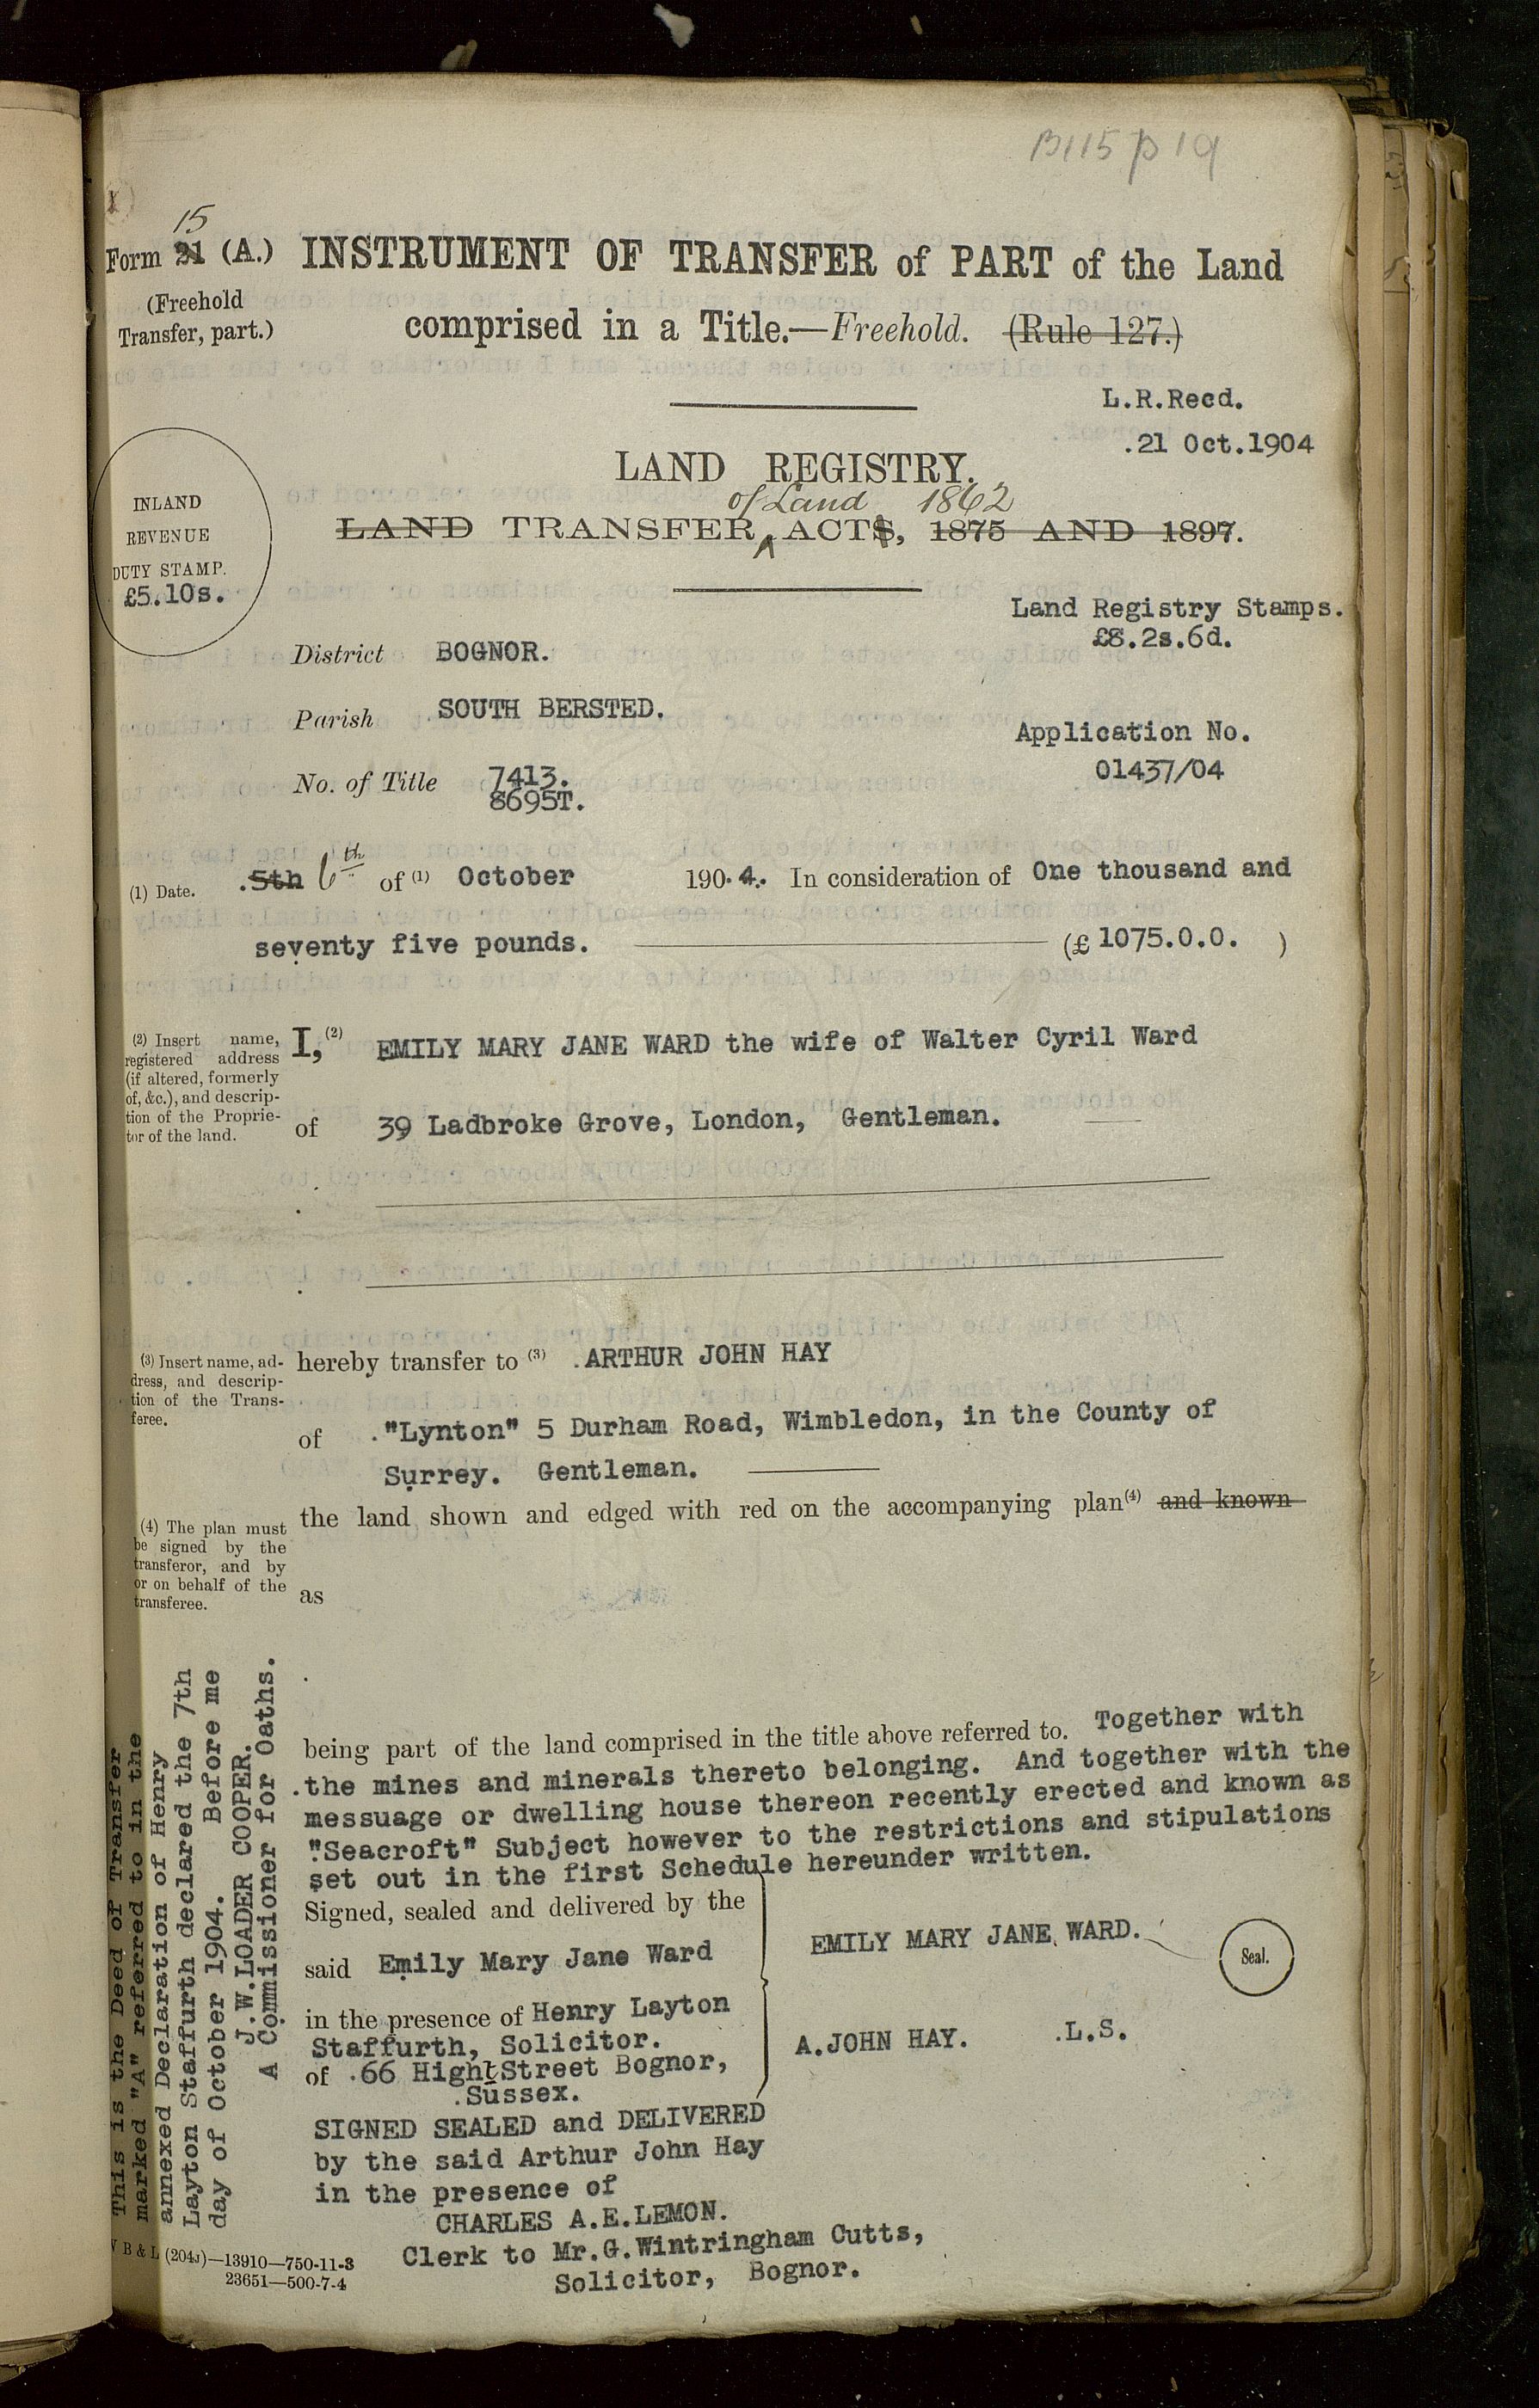 B115 p 19
15
Form 21 (A.)
(Freehold
Transfer, part.)
INSTRUMENT OF TRANSFER of PART of the Land
comprised in a Title.—Freehold. (Rule 127.)
L.R.Recd.
.21 Oct.1904
INLAND
REVENUE
DUTY STAMP.
£5.10s.
LAND REGISTRY.
of Land 1862
LAND TRANSFER ACTS, 1875 AND 1897.
Land Registry Stamps.
£8.2s.6d.
District BOGNOR.
Parish SOUTH BERSTED.
Application No.
01437/04
No. of Title 7413.
8695T.
(1) Date.
.5th 6th of (1) October 190.4. In consideration of One thousand and
seventy five pounds. (£ 1075.0.0. )
(2) Insert name,
registered address
(if altered, formerly
of, &c.), and descrip-
tion of the Proprie-
tor of the land.
I,(2) EMILY MARY JANE WARD the wife of Walter Cyril Ward
of 39 Ladbroke Grove, London, Gentleman.
(3) Insert name, ad-
dress, and descrip-
tion of the Trans-
feree.
hereby transfer to (3) .ARTHUR JOHN HAY
of ."Lynton" 5 Durham Road, Wimbledon, in the County of
Surrey. Gentleman.
(4) The plan must
be signed by the
transferor, and by
or on behalf of the
transferee.
the land shown and edged with red on the accompanying plan(4) and known
as
being part of the land comprised in the title above referred to. Together with
.the mines and minerals thereto belonging. And together with the
messuage or dwelling house thereon recently erected and known as
"Seacroft" Subject however to the restrictions and stipulations
set out in the first Schedule hereunder written.
Signed, sealed and delivered by the
said Emily Mary Jane Ward
in the presence of Henry Layton
Staffurth, Solicitor.
of .66 High Street Bognor,
.Sussex.
EMILY MARY JANE WARD.
Seal.
A.JOHN HAY. .L.S.
SIGNED SEALED and DELIVERED
by the said Arthur John Hay
in the presence of
CHARLES A.E.LEMON.
Clerk to Mr.G.Wintringham Cutts,
Solicitor, Bognor.
This is the Deed of Transfer
marked "A" referred to in the
annexed Declaration of Henry
Layton Staffurth declared the 7th
day of October 1904. Before me
J.W.LOADER COOPER.
A Commissioner for Oaths.
B & L (204J)—13910—750-11-3
23651—500-7-4